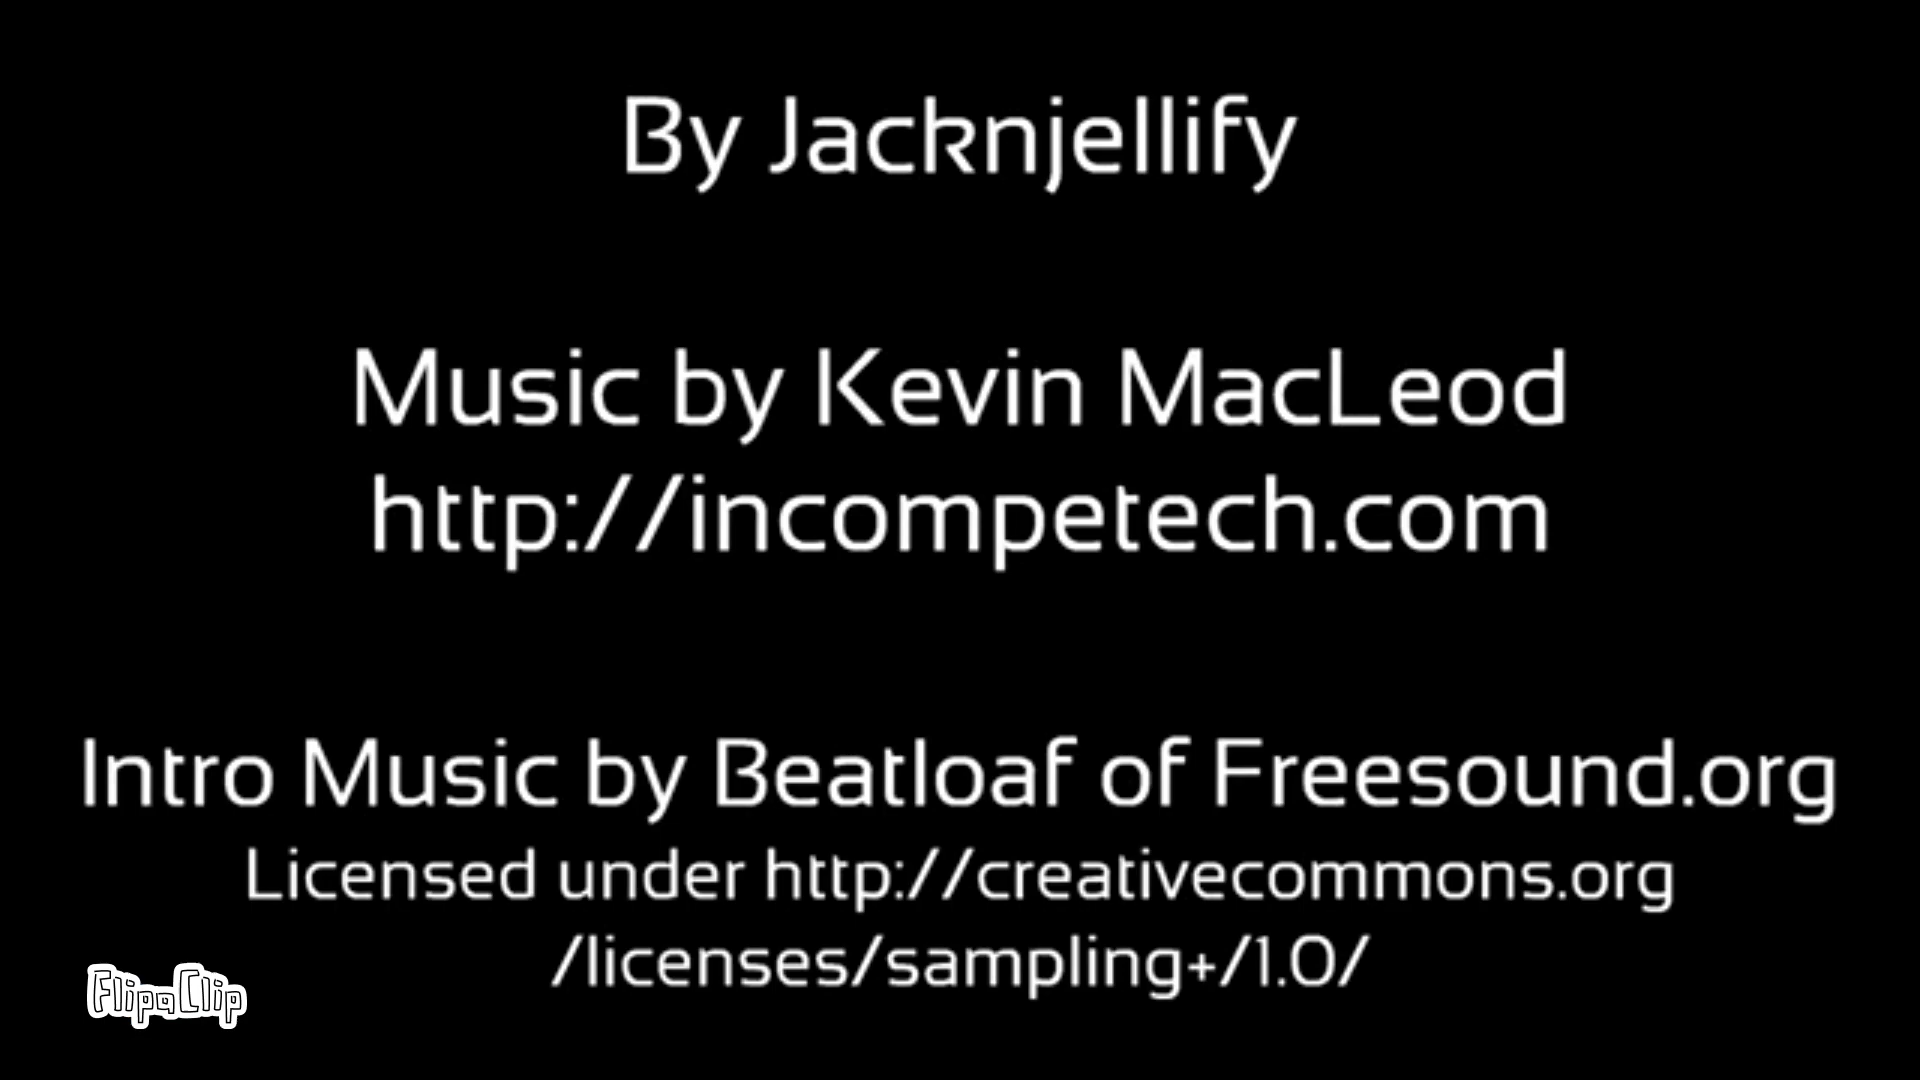 By Jacknjellify
Music by Kevin MacLeod
http://incompetech.com
Intro Music by Beatloaf of Freesound.org
Licensed under http://creativecommons.org
/licenses/sampling+/1.0/
FlipaClip